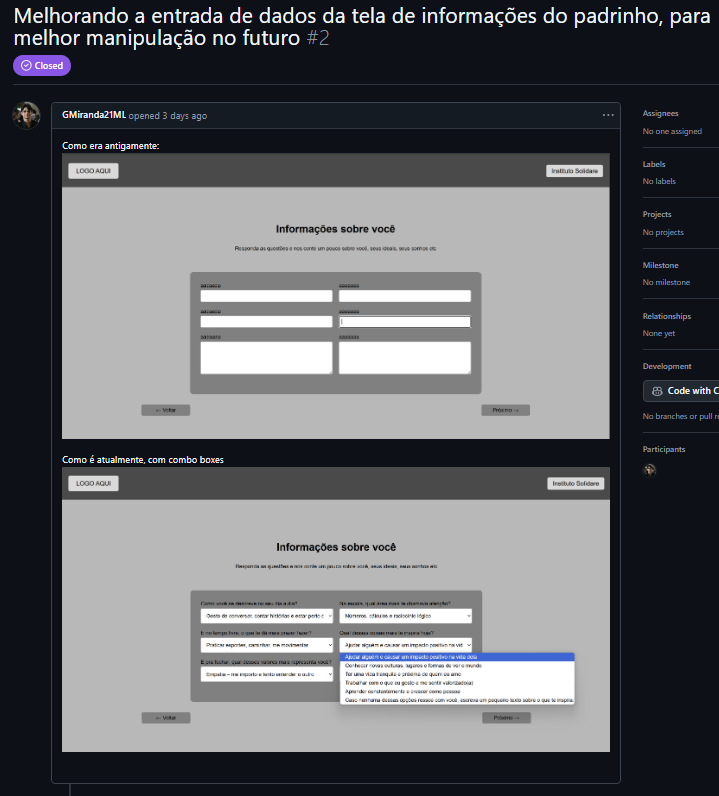 Melhorando a entrada de dados da tela de informações do padrinho, para
melhor manipulação no futuro #2
Closed
GMiranda21ML opened 3 days ago
Como era antigamente:
LOGO AQUI
Instituto Solidare
Informações sobre você
Responda as questões e nos conte um pouco sobre você, seus ideais, seus sonhos etc
← Voltar
Próximo →
Como é atualmente, com combo boxes
LOGO AQUI
Instituto Solidare
Informações sobre você
Responda as questões e nos conte um pouco sobre você, seus ideais, seus sonhos etc
Como você se descreve no seu dia a dia?
Na escola, qual área mais te chamava atenção?
Gosto de conversar, contar histórias e estar perto d
Números, cálculos e raciocínio lógico
E no tempo livre, o que te dá mais prazer fazer?
Qual desses sonhos mais te inspira hoje?
Praticar esportes, caminhar, me movimentar
Ajudar alguém e causar um impacto positivo na vid
E pra fechar, qual desses valores mais representa você?
Empatia – me importo e tento entender o outro
Ajudar alguém e causar um impacto positivo na vida dela
Conhecer novas culturas, lugares e formas de ver o mundo
Ter uma vida tranquila e próxima de quem eu amo
Trabalhar com o que eu gosto e me sentir valorizado(a)
Aprender constantemente e crescer como pessoa
Caso nenhuma dessas opções ressoe com você, escreva um pequeno texto sobre o que te inspira.
← Voltar
Próximo →
Assignees
No one assigned
Labels
No labels
Projects
No projects
Milestone
No milestone
Relationships
None yet
Development
Code with C
No branches or pull r
Participants